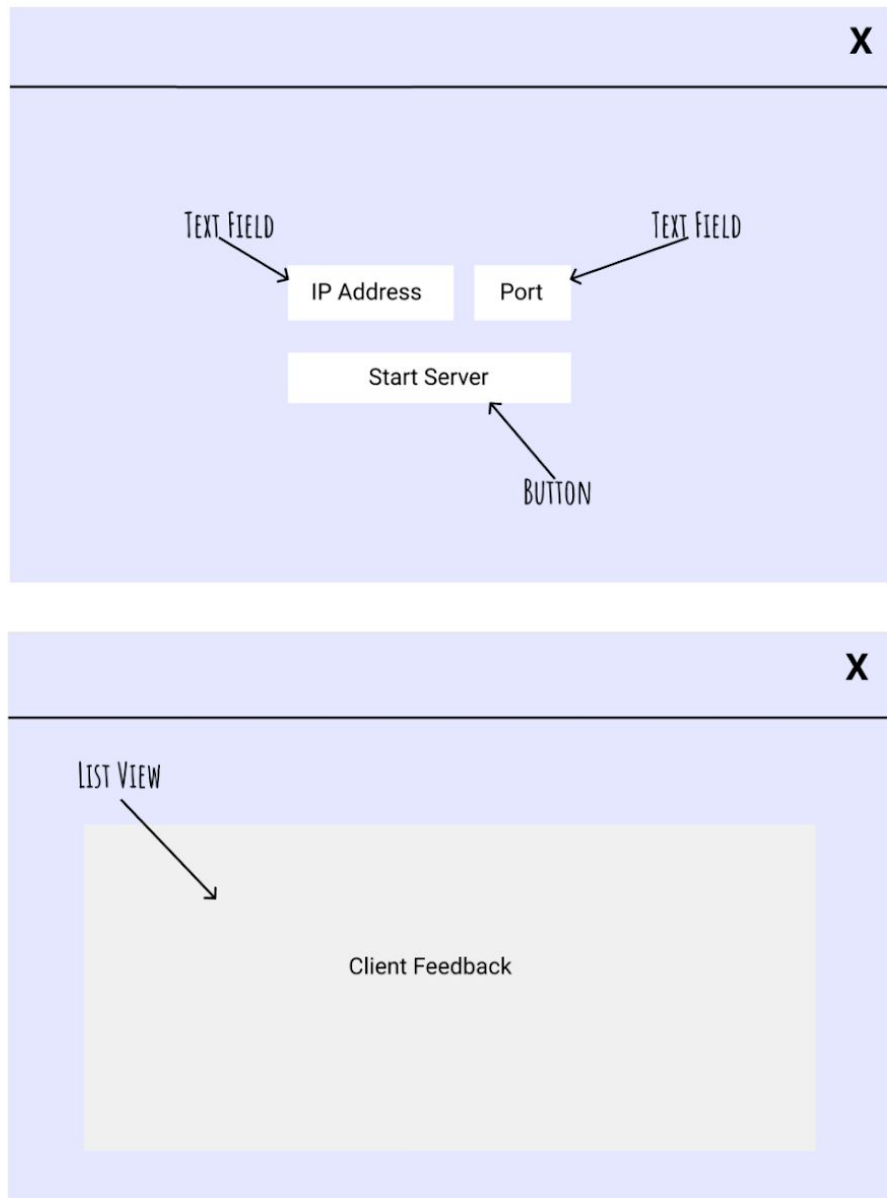 X
Text Field Text Field
IP Address Port
Start Server
Button
X
List View
Client Feedback